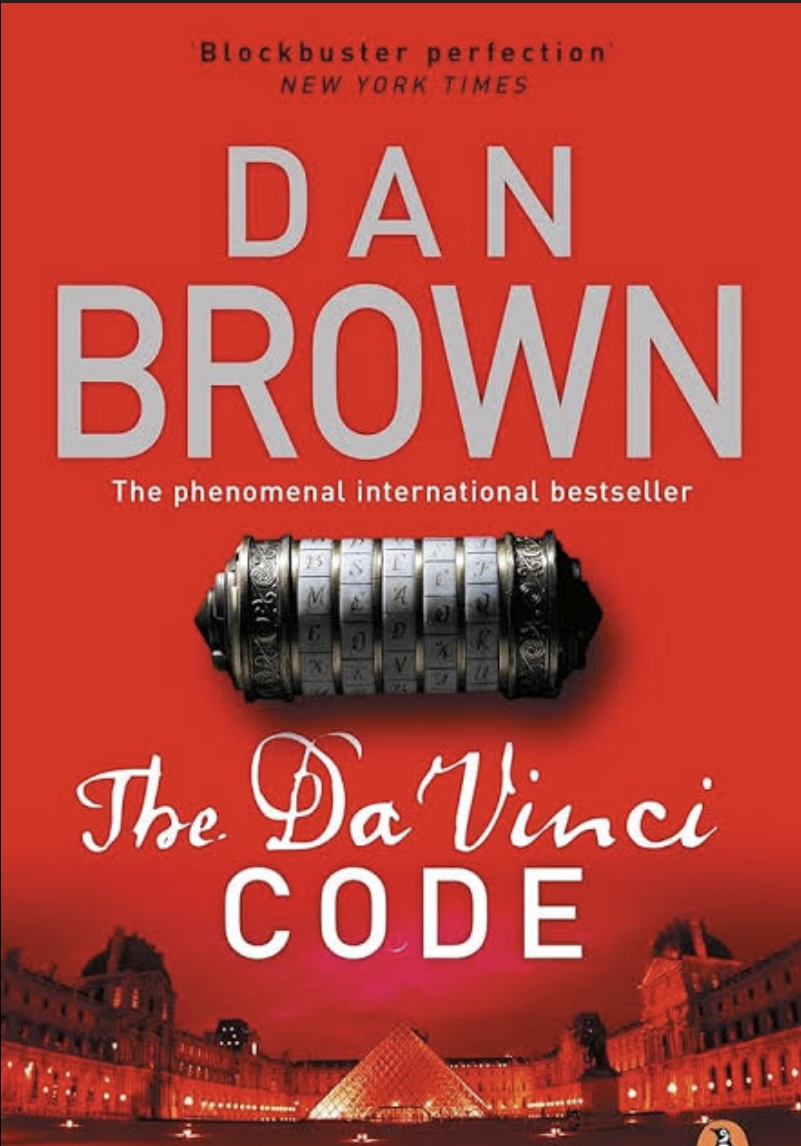 'Blockbuster perfection'
NEW YORK TIMES
DAN
BROWN
The phenomenal international bestseller
The Da Vinci
CODE